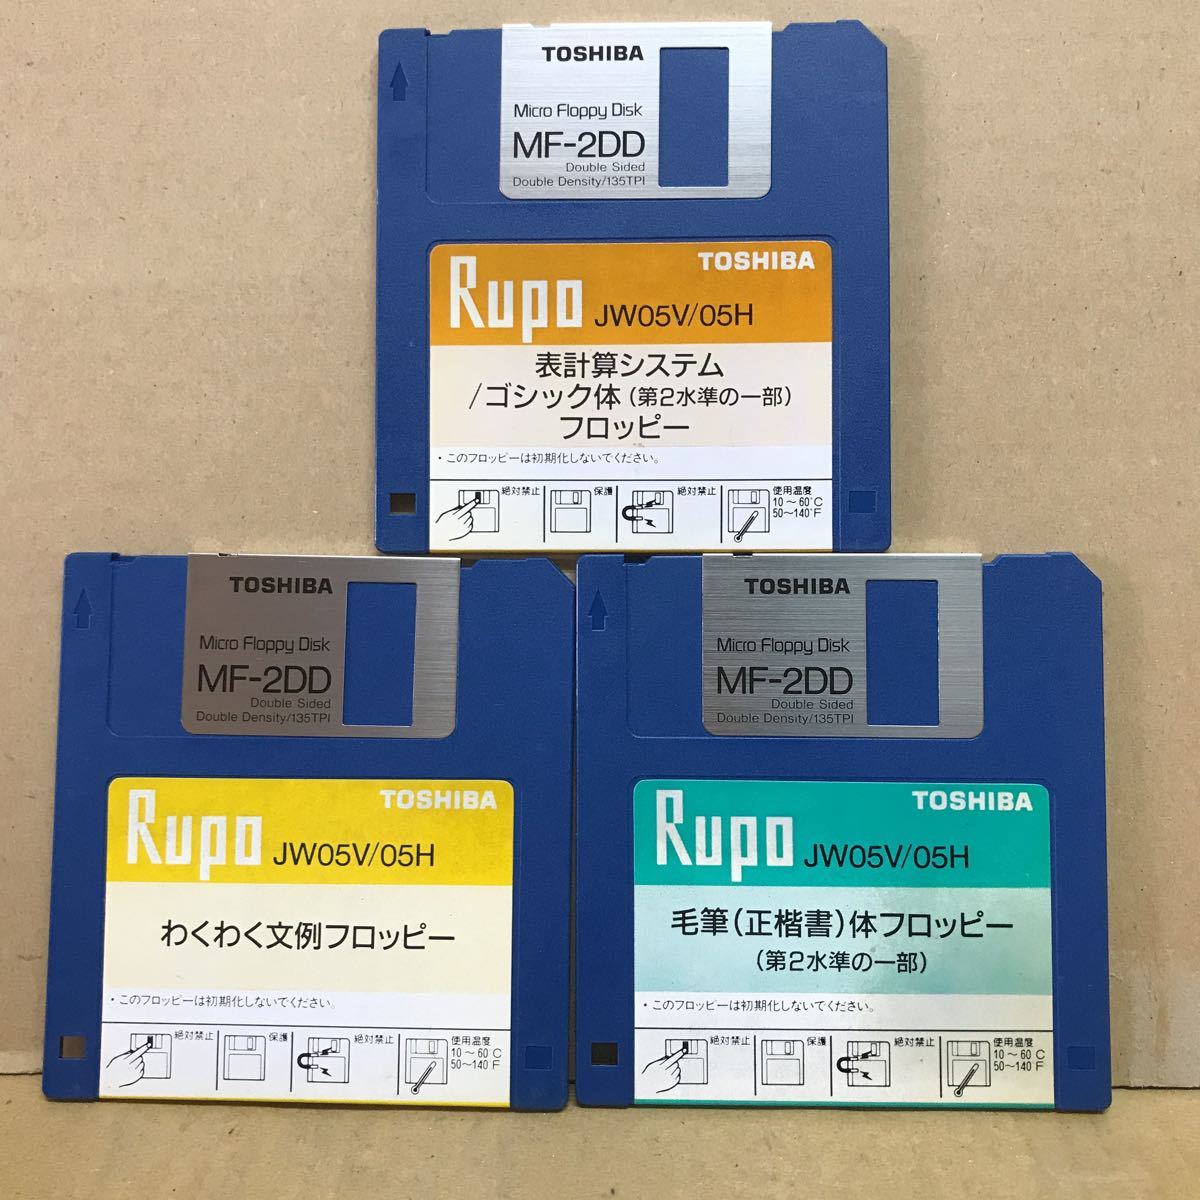 TOSHIBA
Micro Floppy Disk
MF-2DD
Double Sided
Double Density/135TPI
Rupo JW05V/05H TOSHIBA
表計算システム
/ゴシック体(第2水準の一部)
フロッピー
・このフロッピーは初期化しないでください。
絶対禁止 保護 絶対禁止 使用温度
10〜60°C
50〜140°F
TOSHIBA
Micro Floppy Disk
MF-2DD
Double Sided
Double Density/135TPI
Rupo JW05V/05H TOSHIBA
わくわく文例フロッピー
・このフロッピーは初期化しないでください。
絶対禁止 保護 絶対禁止 使用温度
10〜60 C
50〜140 F
TOSHIBA
Micro Floppy Disk
MF-2DD
Double Sided
Double Density/135TPI
Rupo JW05V/05H TOSHIBA
毛筆(正楷書)体フロッピー
(第2水準の一部)
・このフロッピーは初期化しないでください。
絶対禁止 保護 絶対禁止 使用温度
10〜60 C
50〜140 F